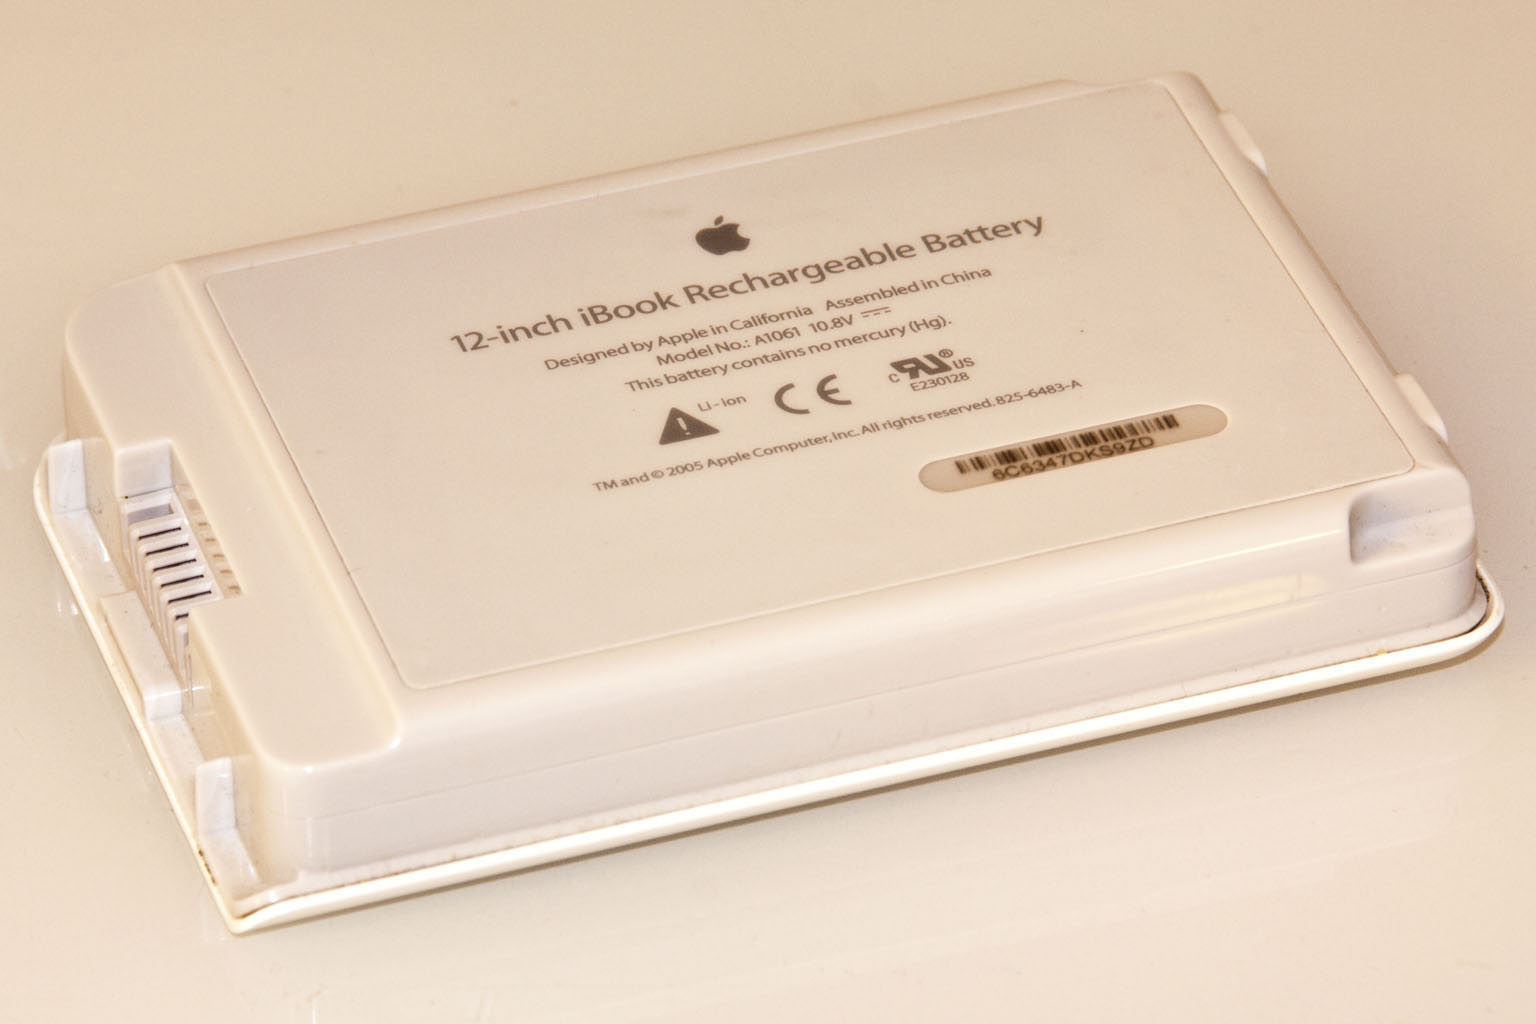 12-inch iBook Rechargeable Battery
Designed by Apple in California Assembled in China
Model No.: A1061 10.8V
This battery contains no mercury (Hg).
Li-ion CE c RU® US
E230128
TM and © 2005 Apple Computer, Inc. All rights reserved. 825-6483-A
6C6347DKS9ZD